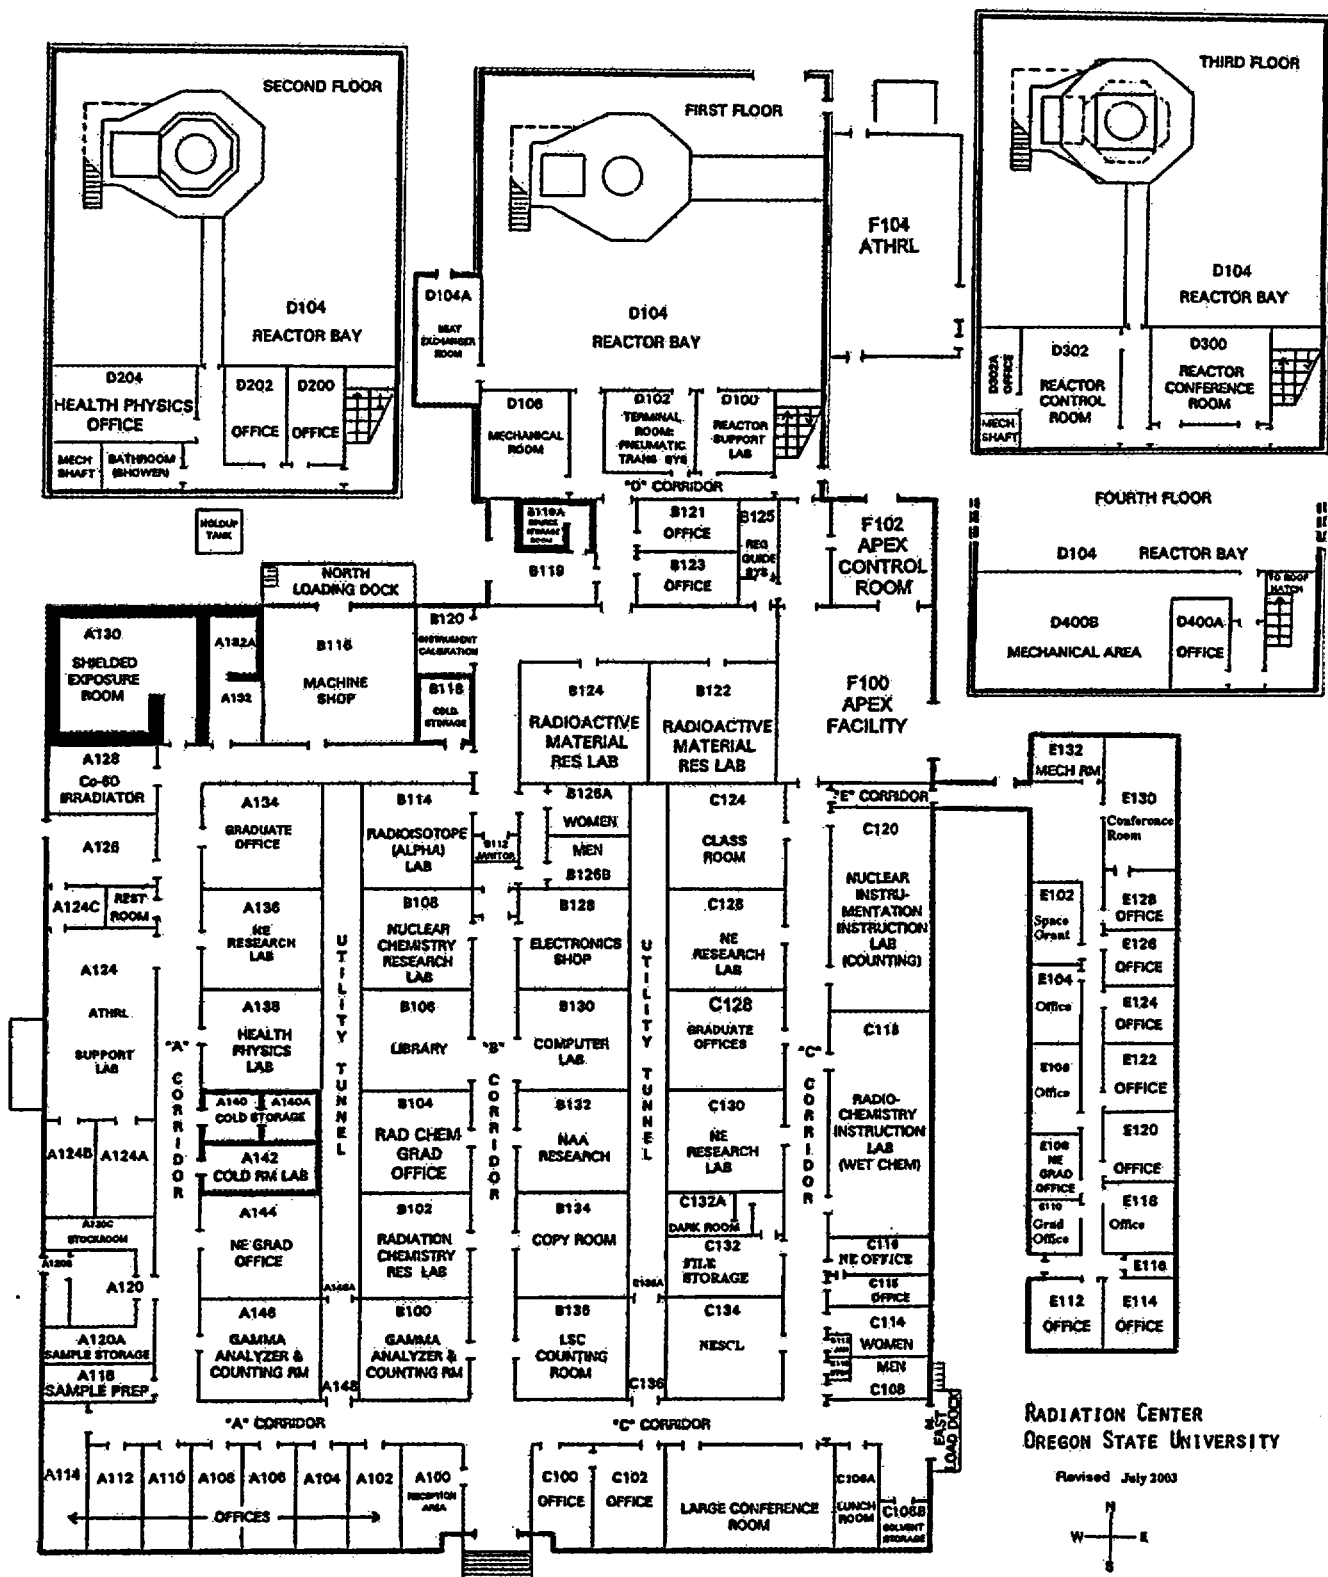 SECOND FLOOR
D104
REACTOR BAY
D204
HEALTH PHYSICS
OFFICE
D202
OFFICE
D200
OFFICE
MECH
SHAFT
BATHROOM
(SHOWER)
FIRST FLOOR
D104A
HEAT
EXCHANGER
ROOM
D104
REACTOR BAY
D106
MECHANICAL
ROOM
D102
TERMINAL
ROOM:
PNEUMATIC
TRANS SYS
D100
REACTOR
SUPPORT
LAB
"D" CORRIDOR
F104
ATHRL
THIRD FLOOR
D104
REACTOR BAY
D302A
OFFICE
D302
REACTOR
CONTROL
ROOM
D300
REACTOR
CONFERENCE
ROOM
MECH
SHAFT
FOURTH FLOOR
D104 REACTOR BAY
TO ROOF
HATCH
D400B
MECHANICAL AREA
D400A
OFFICE
HOLDUP
TANK
NORTH
LOADING DOCK
B119A
SOURCE
STORAGE
ROOM
B119
B121
OFFICE
B123
OFFICE
B125
REG
GUIDE
SYS
F102
APEX
CONTROL
ROOM
A130
SHIELDED
EXPOSURE
ROOM
A132A
A132
B116
MACHINE
SHOP
B120
INSTRUMENT
CALIBRATION
B118
COLD
STORAGE
B124
RADIOACTIVE
MATERIAL
RES LAB
B122
RADIOACTIVE
MATERIAL
RES LAB
F100
APEX
FACILITY
A128
Co-60
IRRADIATOR
A126
A124C
REST
ROOM
A124
ATHRL
SUPPORT
LAB
A124B
A124A
STOCKROOM
A120
A120A
SAMPLE STORAGE
A118
SAMPLE PREP
"A" CORRIDOR
A134
GRADUATE
OFFICE
A136
NE
RESEARCH
LAB
A138
HEALTH
PHYSICS
LAB
A140
A140A
COLD STORAGE
A142
COLD RM LAB
A144
NE GRAD
OFFICE
A146
GAMMA
ANALYZER &
COUNTING RM
UTILITY TUNNEL
A148A
A148
B114
RADIOISOTOPE
(ALPHA)
LAB
B108
NUCLEAR
CHEMISTRY
RESEARCH
LAB
B106
LIBRARY
B104
RAD CHEM
GRAD
OFFICE
B102
RADIATION
CHEMISTRY
RES LAB
B100
GAMMA
ANALYZER &
COUNTING RM
B112
JANITOR
"B" CORRIDOR
B126A
WOMEN
MEN
B126B
B128
ELECTRONICS
SHOP
B130
COMPUTER
LAB
B132
NAA
RESEARCH
B134
COPY ROOM
B136
LSC
COUNTING
ROOM
UTILITY TUNNEL
C136
C124
CLASS
ROOM
C126
NE
RESEARCH
LAB
C128
GRADUATE
OFFICES
C130
NE
RESEARCH
LAB
C132A
DARK ROOM
C132
FILE
STORAGE
C134
NESCL
"C" CORRIDOR
"E" CORRIDOR
C120
NUCLEAR
INSTRU-
MENTATION
INSTRUCTION
LAB
(COUNTING)
C118
RADIO-
CHEMISTRY
INSTRUCTION
LAB
(WET CHEM)
C116
NE OFFICE
C115
OFFICE
C114
WOMEN
MEN
C108
EAST
LOAD DOCK
E132
MECH RM
E130
Conference
Room
E102
Space
Grant
E104
Office
E106
Office
E108
NE
GRAD
OFFICE
E110
Grad
Office
E128
OFFICE
E126
OFFICE
E124
OFFICE
E122
OFFICE
E120
OFFICE
E118
Office
E116
E112
OFFICE
E114
OFFICE
"A" CORRIDOR
"C" CORRIDOR
A114
A112
A110
A108
A106
A104
A102
OFFICES
A100
RECEPTION
AREA
C100
OFFICE
C102
OFFICE
LARGE CONFERENCE
ROOM
C106A
LUNCH
ROOM
C106B
SOLVENT
STORAGE
RADIATION CENTER
OREGON STATE UNIVERSITY
Revised July 2003
N
W E
S